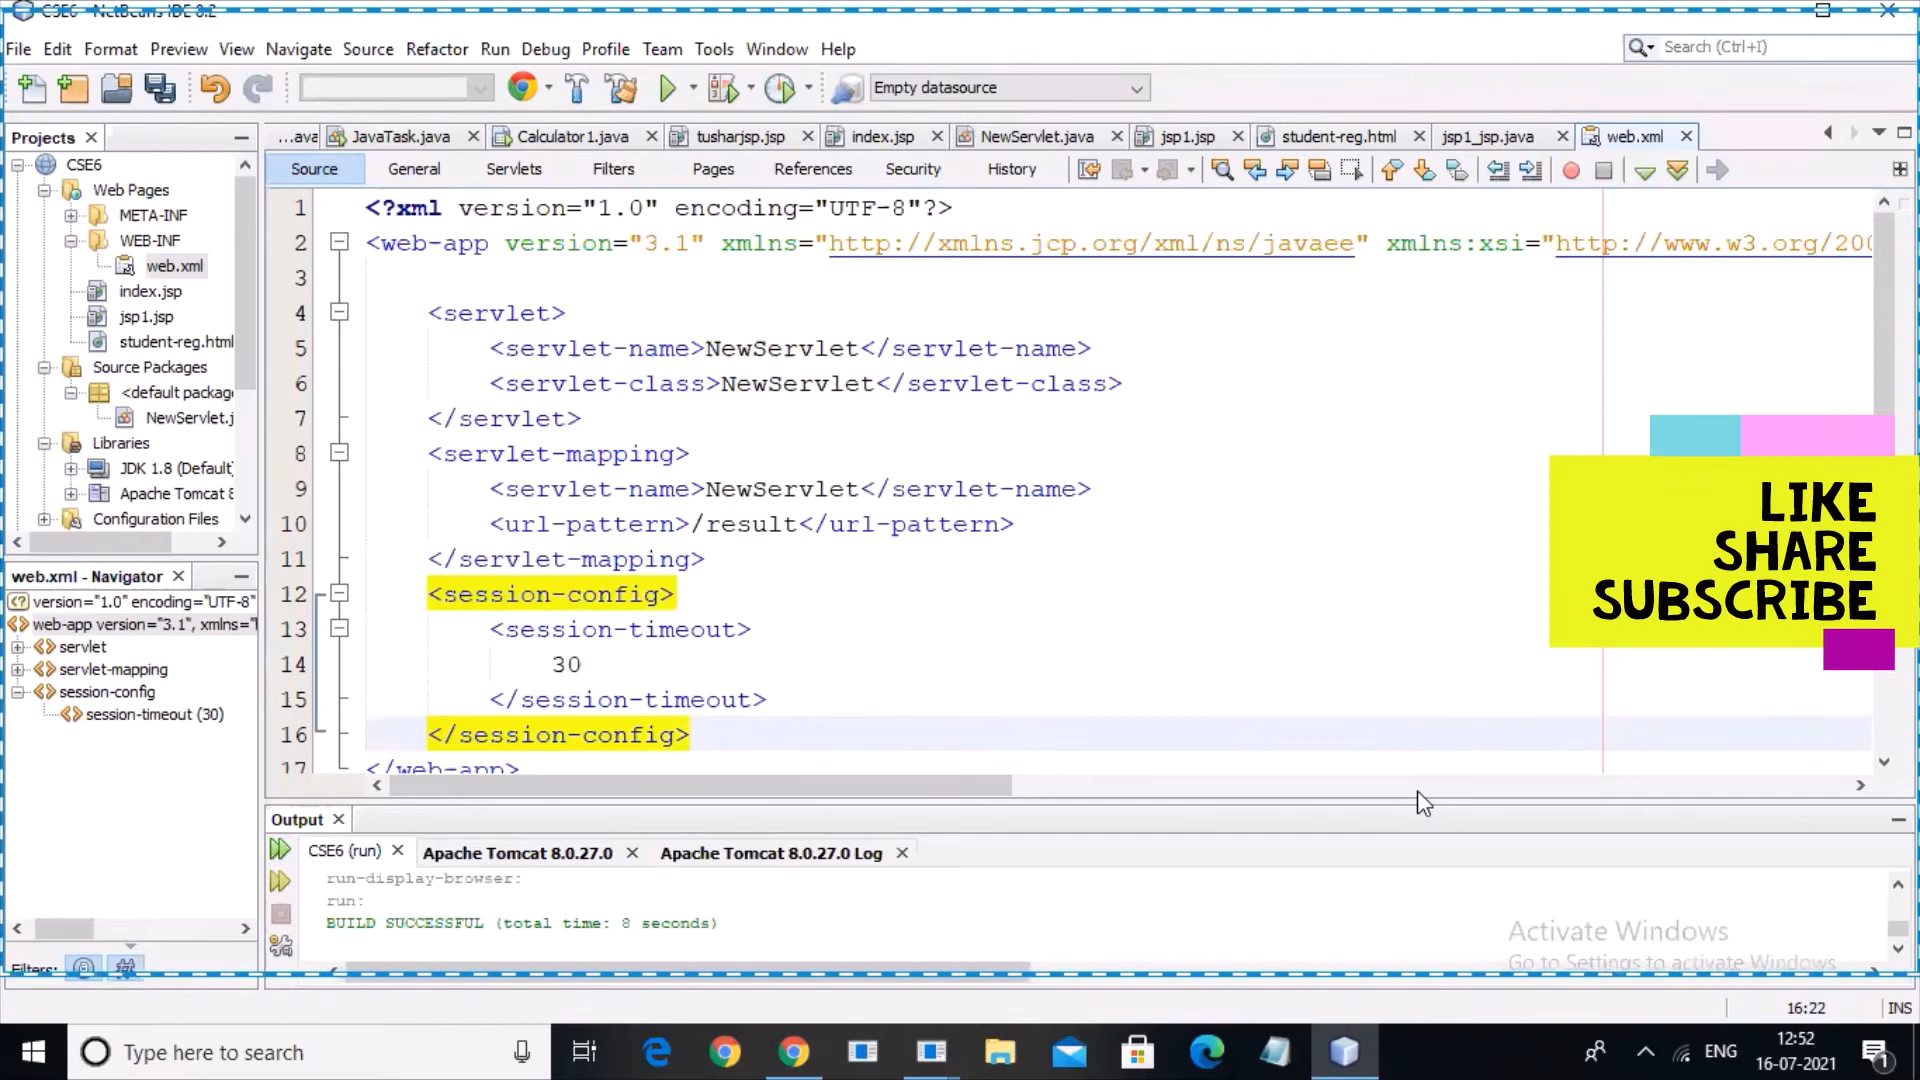 CSE6 - NetBeans IDE 8.2
File Edit Format Preview View Navigate Source Refactor Run Debug Profile Team Tools Window Help
Search (Ctrl+I)
Empty datasource
Projects
...ava JavaTask.java Calculator1.java tusharjsp.jsp index.jsp NewServlet.java jsp1.jsp student-reg.html jsp1_jsp.java web.xml
Source General Servlets Filters Pages References Security History
CSE6
Web Pages
META-INF
WEB-INF
web.xml
index.jsp
jsp1.jsp
student-reg.html
Source Packages
<default packag
NewServlet.j
Libraries
JDK 1.8 (Default)
Apache Tomcat 8
Configuration Files
web.xml - Navigator
version="1.0" encoding="UTF-8"
web-app version="3.1", xmlns="
servlet
servlet-mapping
session-config
session-timeout (30)
Filters:
1 <?xml version="1.0" encoding="UTF-8"?>
2 <web-app version="3.1" xmlns="http://xmlns.jcp.org/xml/ns/javaee" xmlns:xsi="http://www.w3.org/200
3
4 <servlet>
5 <servlet-name>NewServlet</servlet-name>
6 <servlet-class>NewServlet</servlet-class>
7 </servlet>
8 <servlet-mapping>
9 <servlet-name>NewServlet</servlet-name>
10 <url-pattern>/result</url-pattern>
11 </servlet-mapping>
12 <session-config>
13 <session-timeout>
14 30
15 </session-timeout>
16 </session-config>
17 </web-app>
LIKE
SHARE
SUBSCRIBE
Output
CSE6 (run) Apache Tomcat 8.0.27.0 Apache Tomcat 8.0.27.0 Log
run-display-browser:
run:
BUILD SUCCESSFUL (total time: 8 seconds)
Activate Windows
Go to Settings to activate Windows.
16:22 INS
Type here to search
ENG
12:52
16-07-2021
1